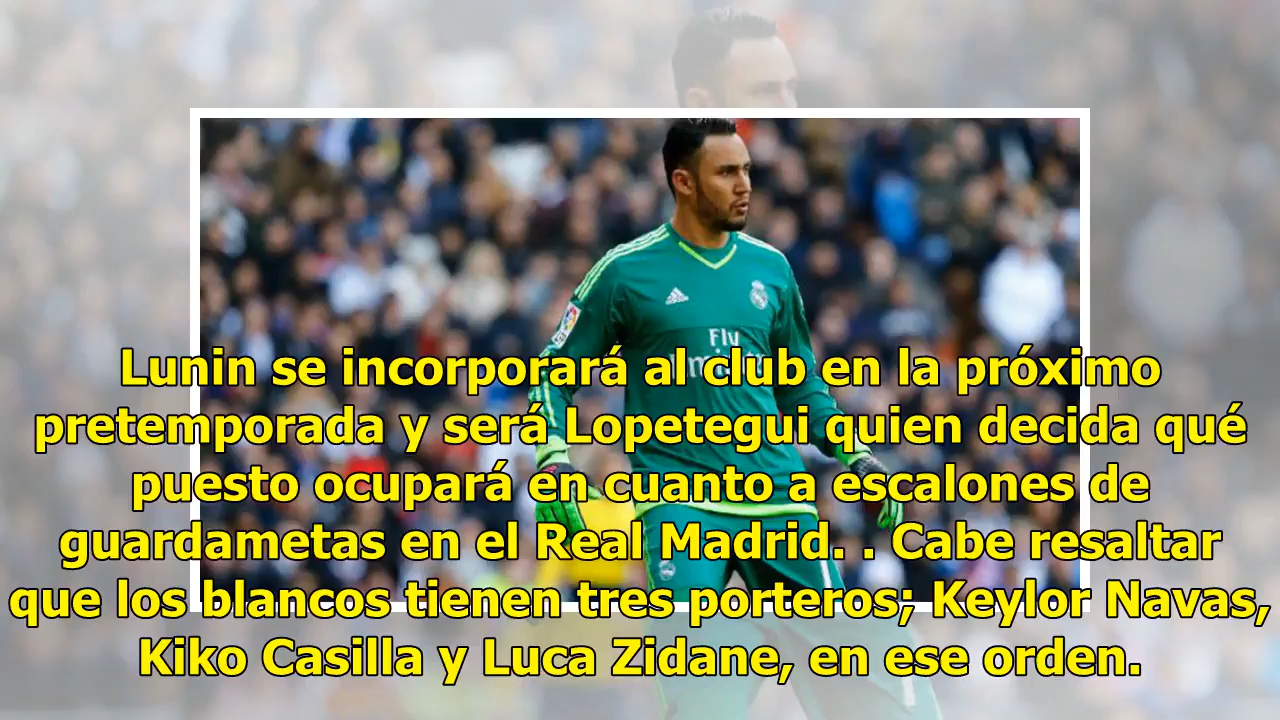 Fly
Emirates
Lunin se incorporará al club en la próximo
pretemporada y será Lopetegui quien decida qué
puesto ocupará en cuanto a escalones de
guardametas en el Real Madrid. . Cabe resaltar
que los blancos tienen tres porteros; Keylor Navas,
Kiko Casilla y Luca Zidane, en ese orden.